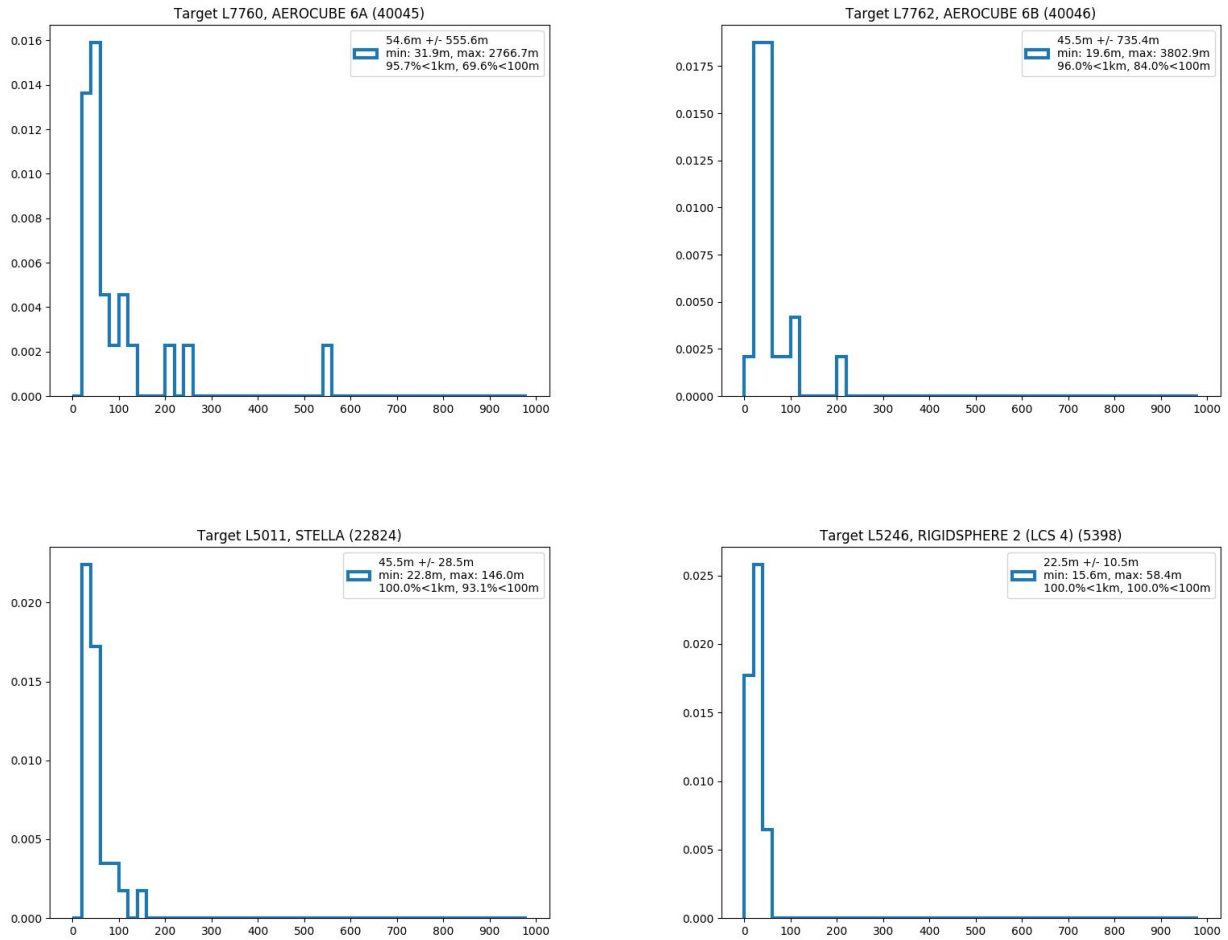 Target L7760, AEROCUBE 6A (40045)
54.6m +/- 555.6m
min: 31.9m, max: 2766.7m
95.7%<1km, 69.6%<100m
0.016
0.014
0.012
0.010
0.008
0.006
0.004
0.002
0.000
0 100 200 300 400 500 600 700 800 900 1000
Target L7762, AEROCUBE 6B (40046)
45.5m +/- 735.4m
min: 19.6m, max: 3802.9m
96.0%<1km, 84.0%<100m
0.0175
0.0150
0.0125
0.0100
0.0075
0.0050
0.0025
0.0000
0 100 200 300 400 500 600 700 800 900 1000
Target L5011, STELLA (22824)
45.5m +/- 28.5m
min: 22.8m, max: 146.0m
100.0%<1km, 93.1%<100m
0.020
0.015
0.010
0.005
0.000
0 100 200 300 400 500 600 700 800 900 1000
Target L5246, RIGIDSPHERE 2 (LCS 4) (5398)
22.5m +/- 10.5m
min: 15.6m, max: 58.4m
100.0%<1km, 100.0%<100m
0.025
0.020
0.015
0.010
0.005
0.000
0 100 200 300 400 500 600 700 800 900 1000